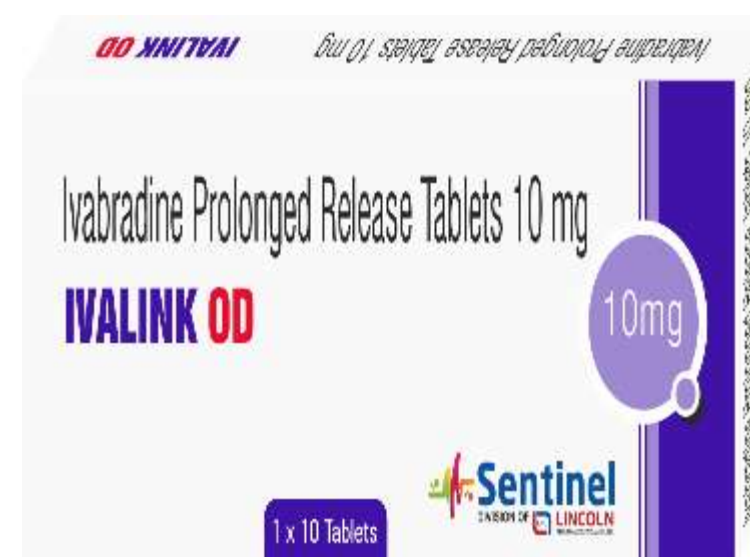 IVALINK OD Ivabradine Prolonged Release Tablets 10 mg
Ivabradine Prolonged Release Tablets 10 mg
IVALINK OD
10mg
Sentinel
DIVISION OF LINCOLN
1 x 10 Tablets